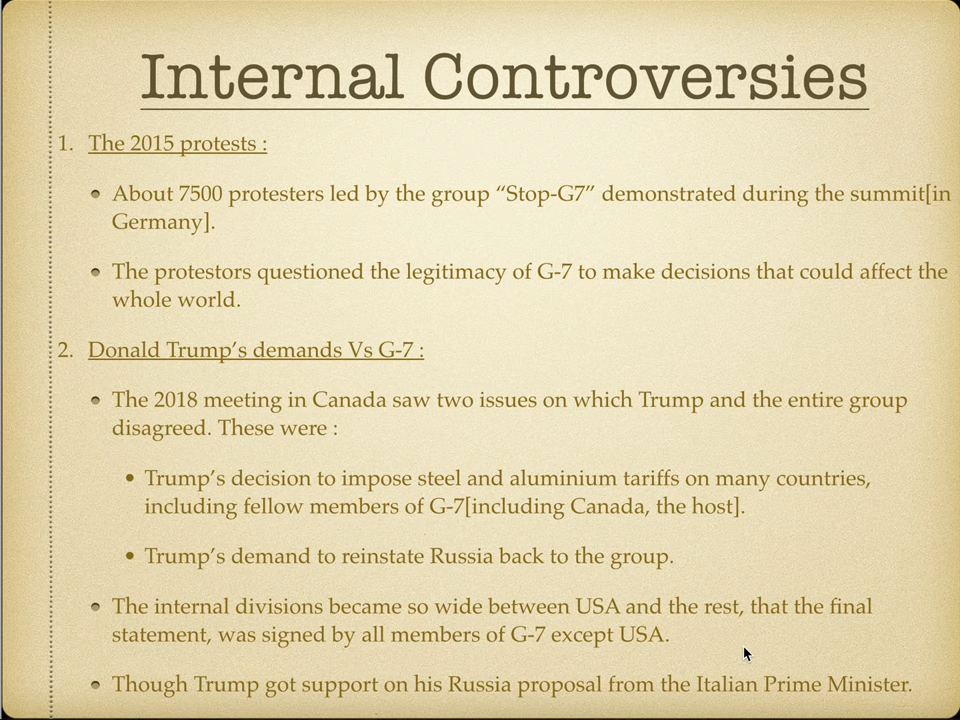 Internal Controversies
1. The 2015 protests :
• About 7500 protesters led by the group “Stop-G7” demonstrated during the summit[in
Germany].
• The protestors questioned the legitimacy of G-7 to make decisions that could affect the
whole world.
2. Donald Trump’s demands Vs G-7 :
• The 2018 meeting in Canada saw two issues on which Trump and the entire group
disagreed. These were :
• Trump’s decision to impose steel and aluminium tariffs on many countries,
including fellow members of G-7[including Canada, the host].
• Trump’s demand to reinstate Russia back to the group.
• The internal divisions became so wide between USA and the rest, that the final
statement, was signed by all members of G-7 except USA.
• Though Trump got support on his Russia proposal from the Italian Prime Minister.